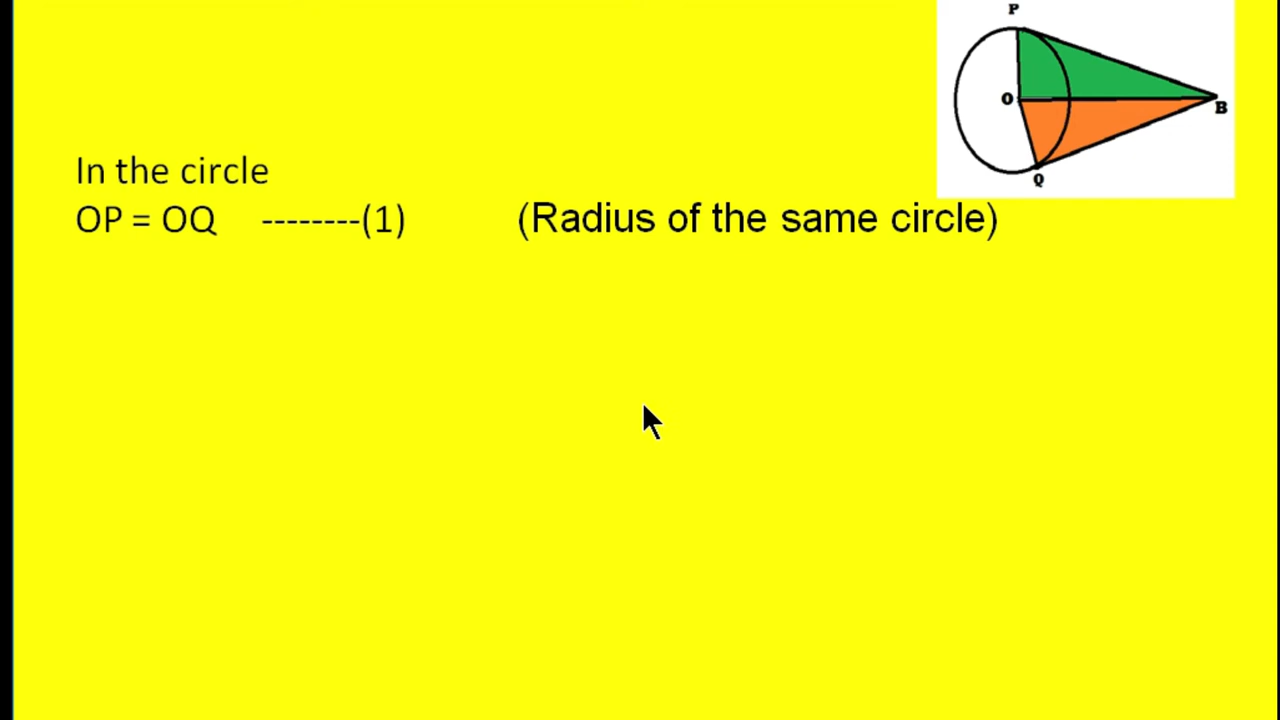 P
O
B
Q
In the circle
OP = OQ --------(1) (Radius of the same circle)